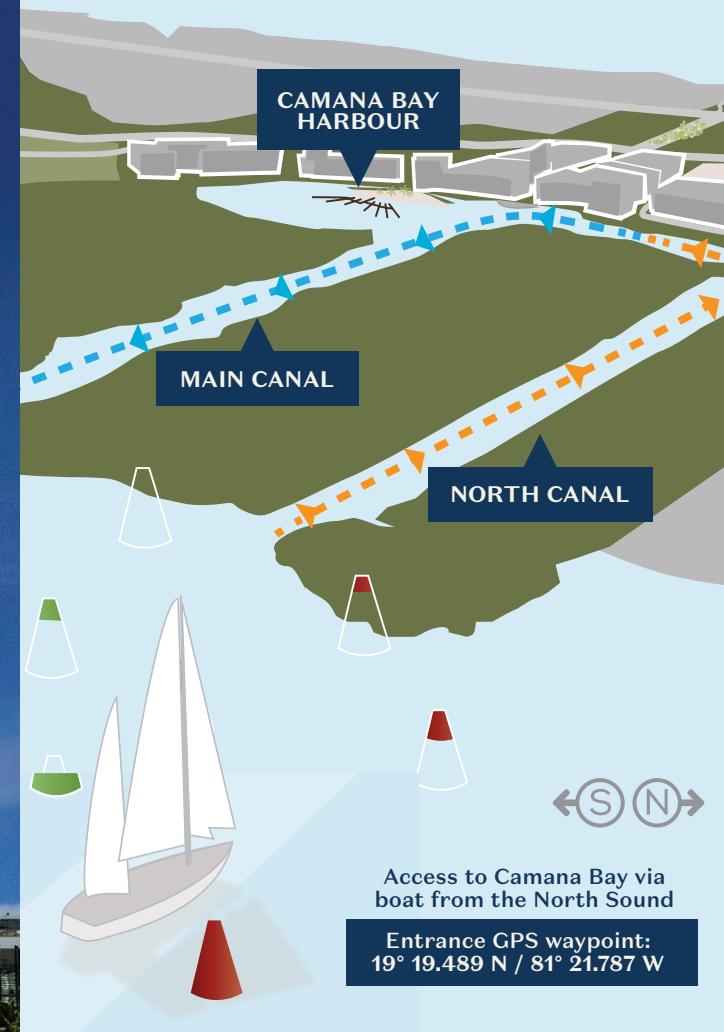 CAMANA BAY
HARBOUR
MAIN CANAL
NORTH CANAL
S N
Access to Camana Bay via
boat from the North Sound
Entrance GPS waypoint:
19° 19.489 N / 81° 21.787 W